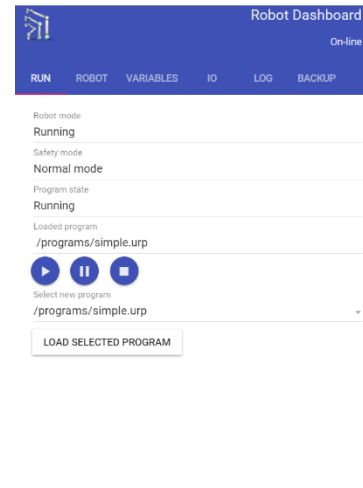 Robot Dashboard
On-line
RUN ROBOT VARIABLES IO LOG BACKUP
Robot mode
Running
Safety mode
Normal mode
Program state
Running
Loaded program
/programs/simple.urp
Select new program
/programs/simple.urp
LOAD SELECTED PROGRAM